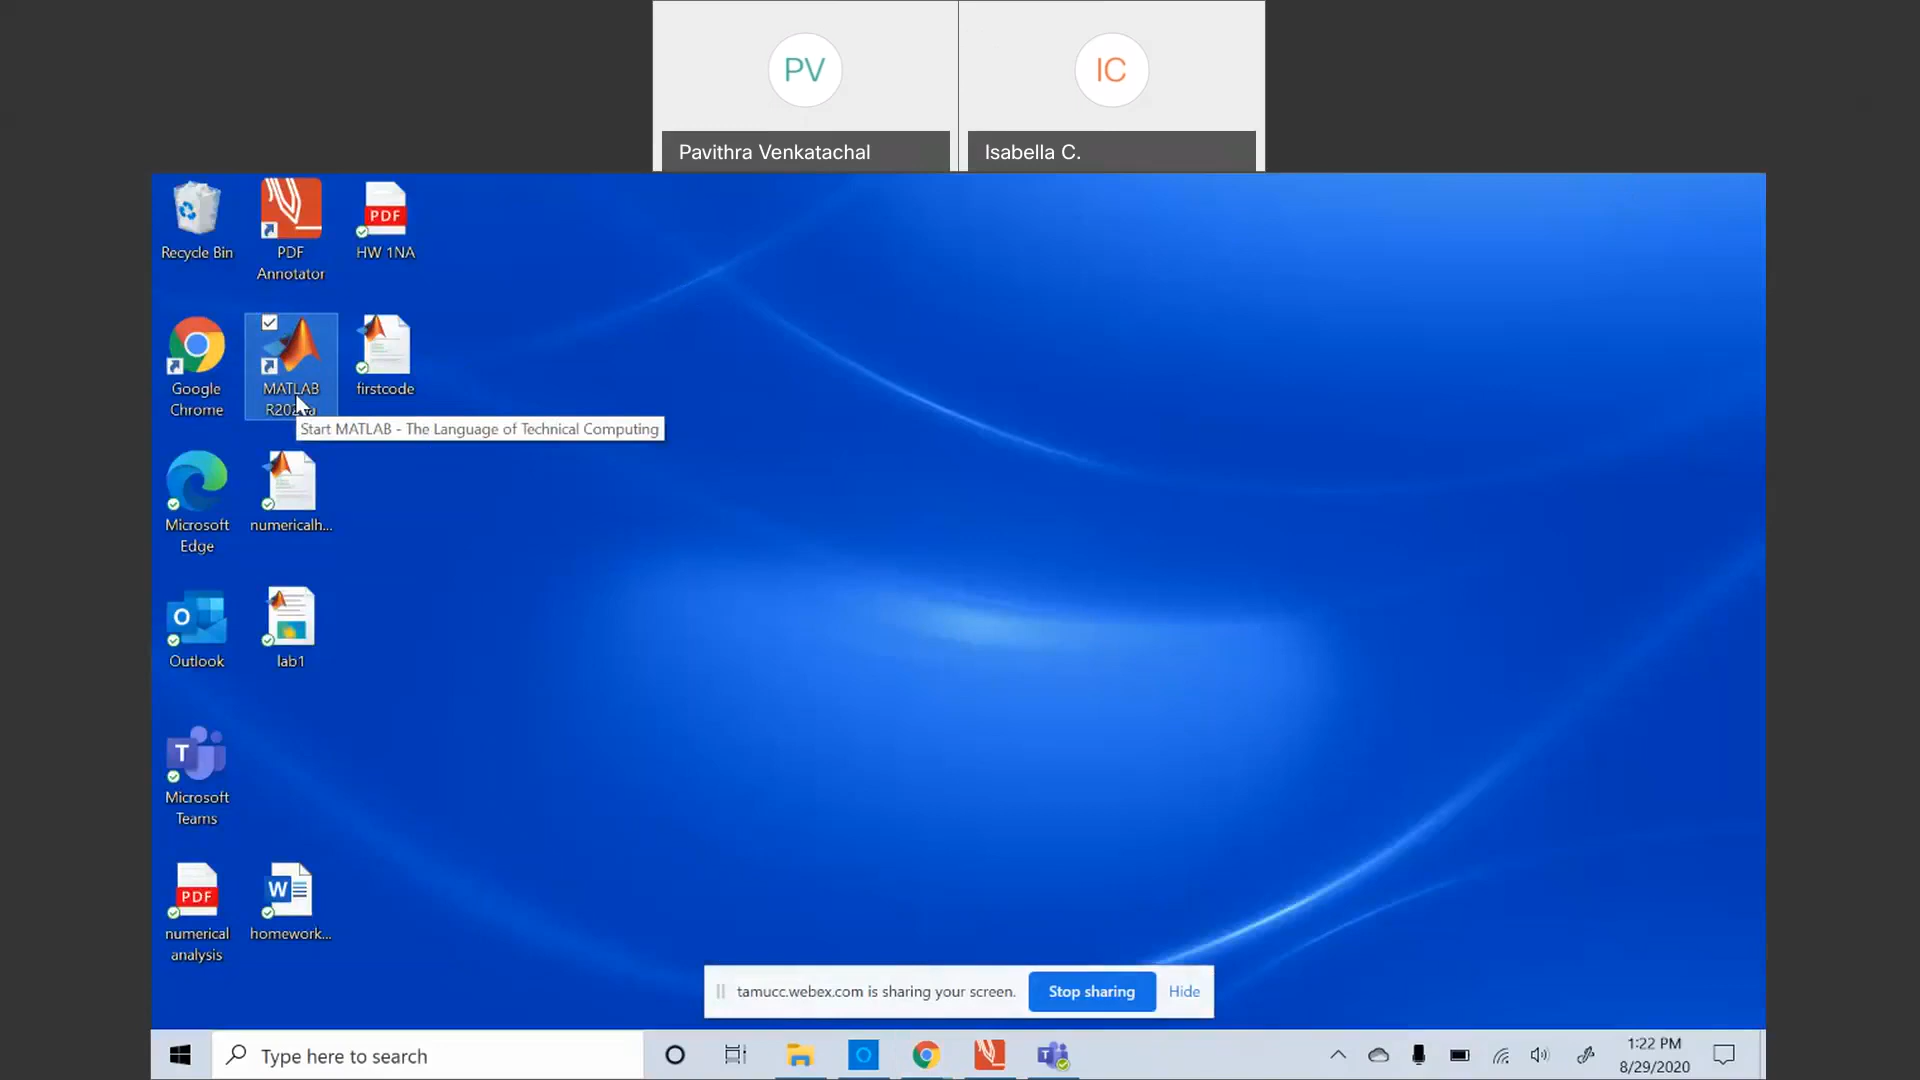 PV
IC
Pavithra Venkatachal
Isabella C.
Recycle Bin
PDF
Annotator
PDF
HW 1NA
Google
Chrome
MATLAB
firstcode
Start MATLAB - The Language of Technical Computing
Microsoft
Edge
numericalh...
O
Outlook
lab1
T
Microsoft
Teams
PDF
numerical
analysis
W
homework...
tamucc.webex.com is sharing your screen.
Stop sharing
Hide
Type here to search
1:22 PM
8/29/2020